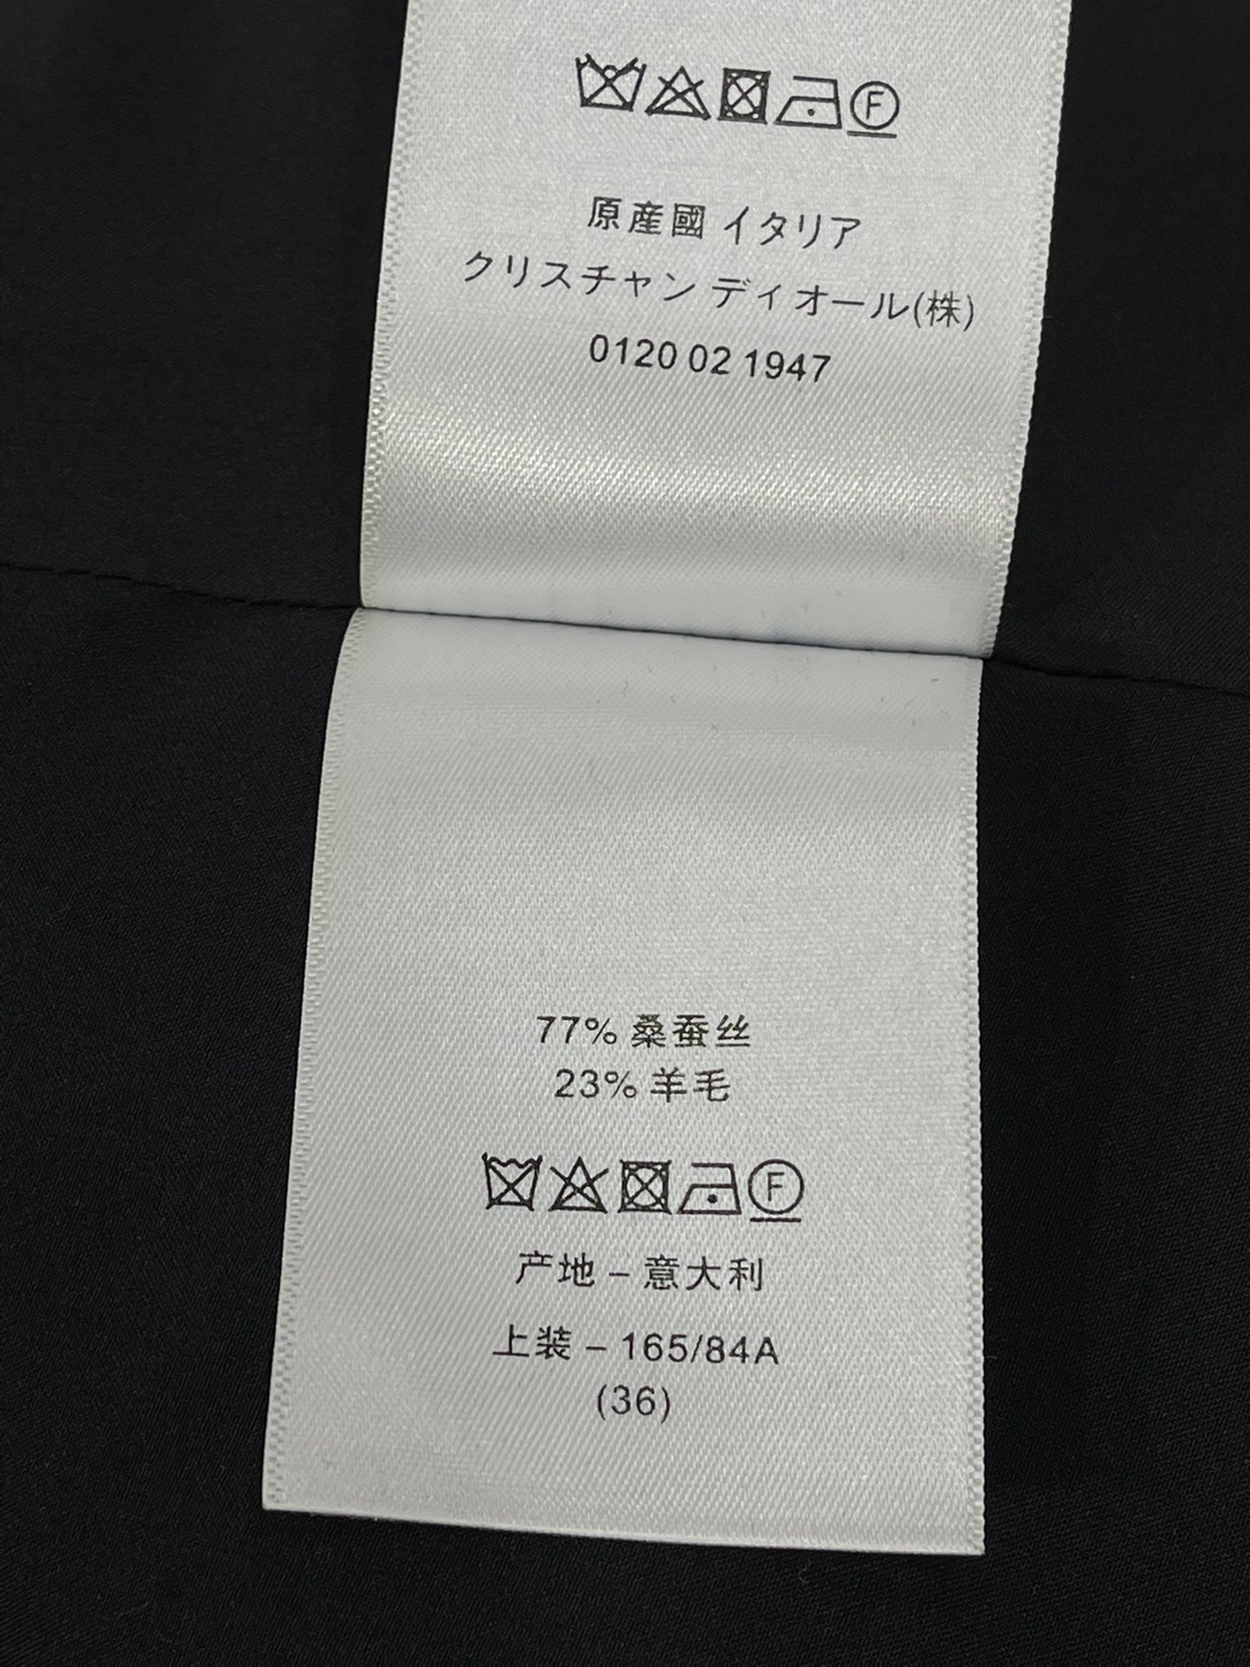 原産國 イタリア
クリスチャン ディオール(株)
0120 02 1947
77% 桑蚕丝
23% 羊毛
产地 – 意大利
上装 – 165/84A
(36)